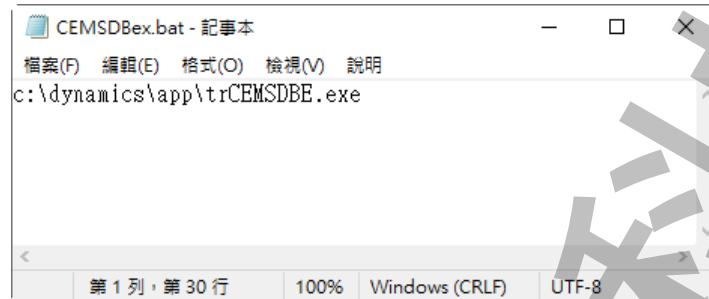 CEMSDBex.bat - 記事本
檔案(F) 編輯(E) 格式(O) 檢視(V) 說明
c:\dynamics\app\trCEMSDBE.exe
第 1 列，第 30 行 100% Windows (CRLF) UTF-8